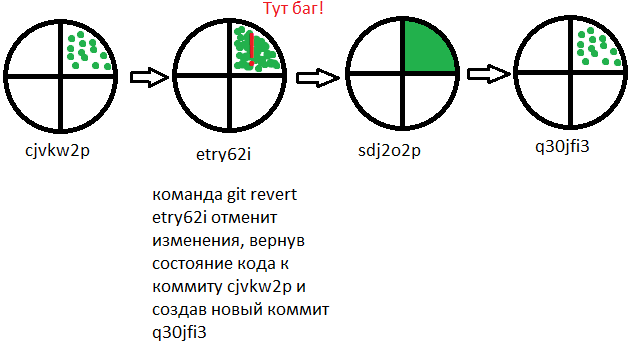 Тут баг!
cjvkw2p
etry62i
sdj2o2p
q30jfi3
команда git revert
etry62i отменит
изменения, вернув
состояние кода к
коммиту cjvkw2p и
создав новый коммит
q30jfi3